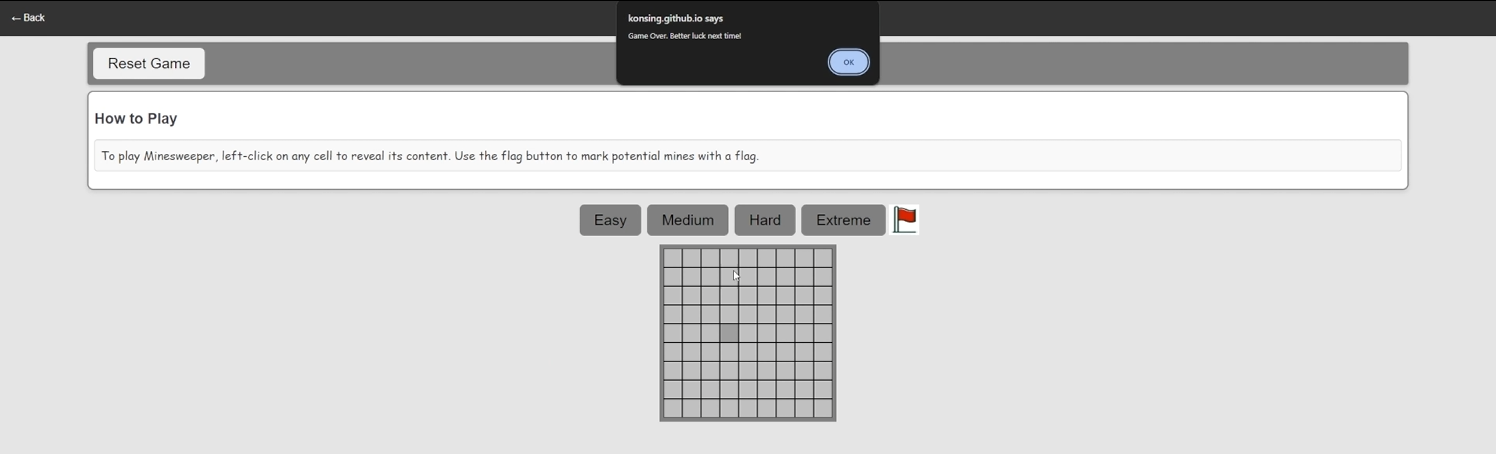 ← Back
konsing.github.io says
Game Over. Better luck next time!
OK
Reset Game
How to Play
To play Minesweeper, left-click on any cell to reveal its content. Use the flag button to mark potential mines with a flag.
Easy Medium Hard Extreme